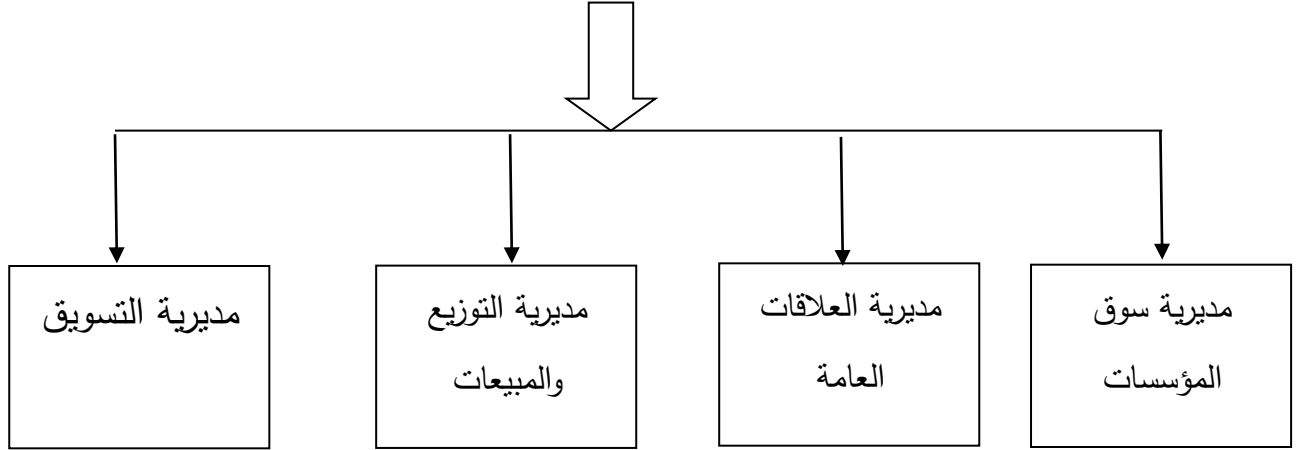 مديرية سوق
المؤسسات
مديرية العلاقات
العامة
مديرية التوزيع
والمبيعات
مديرية التسويق